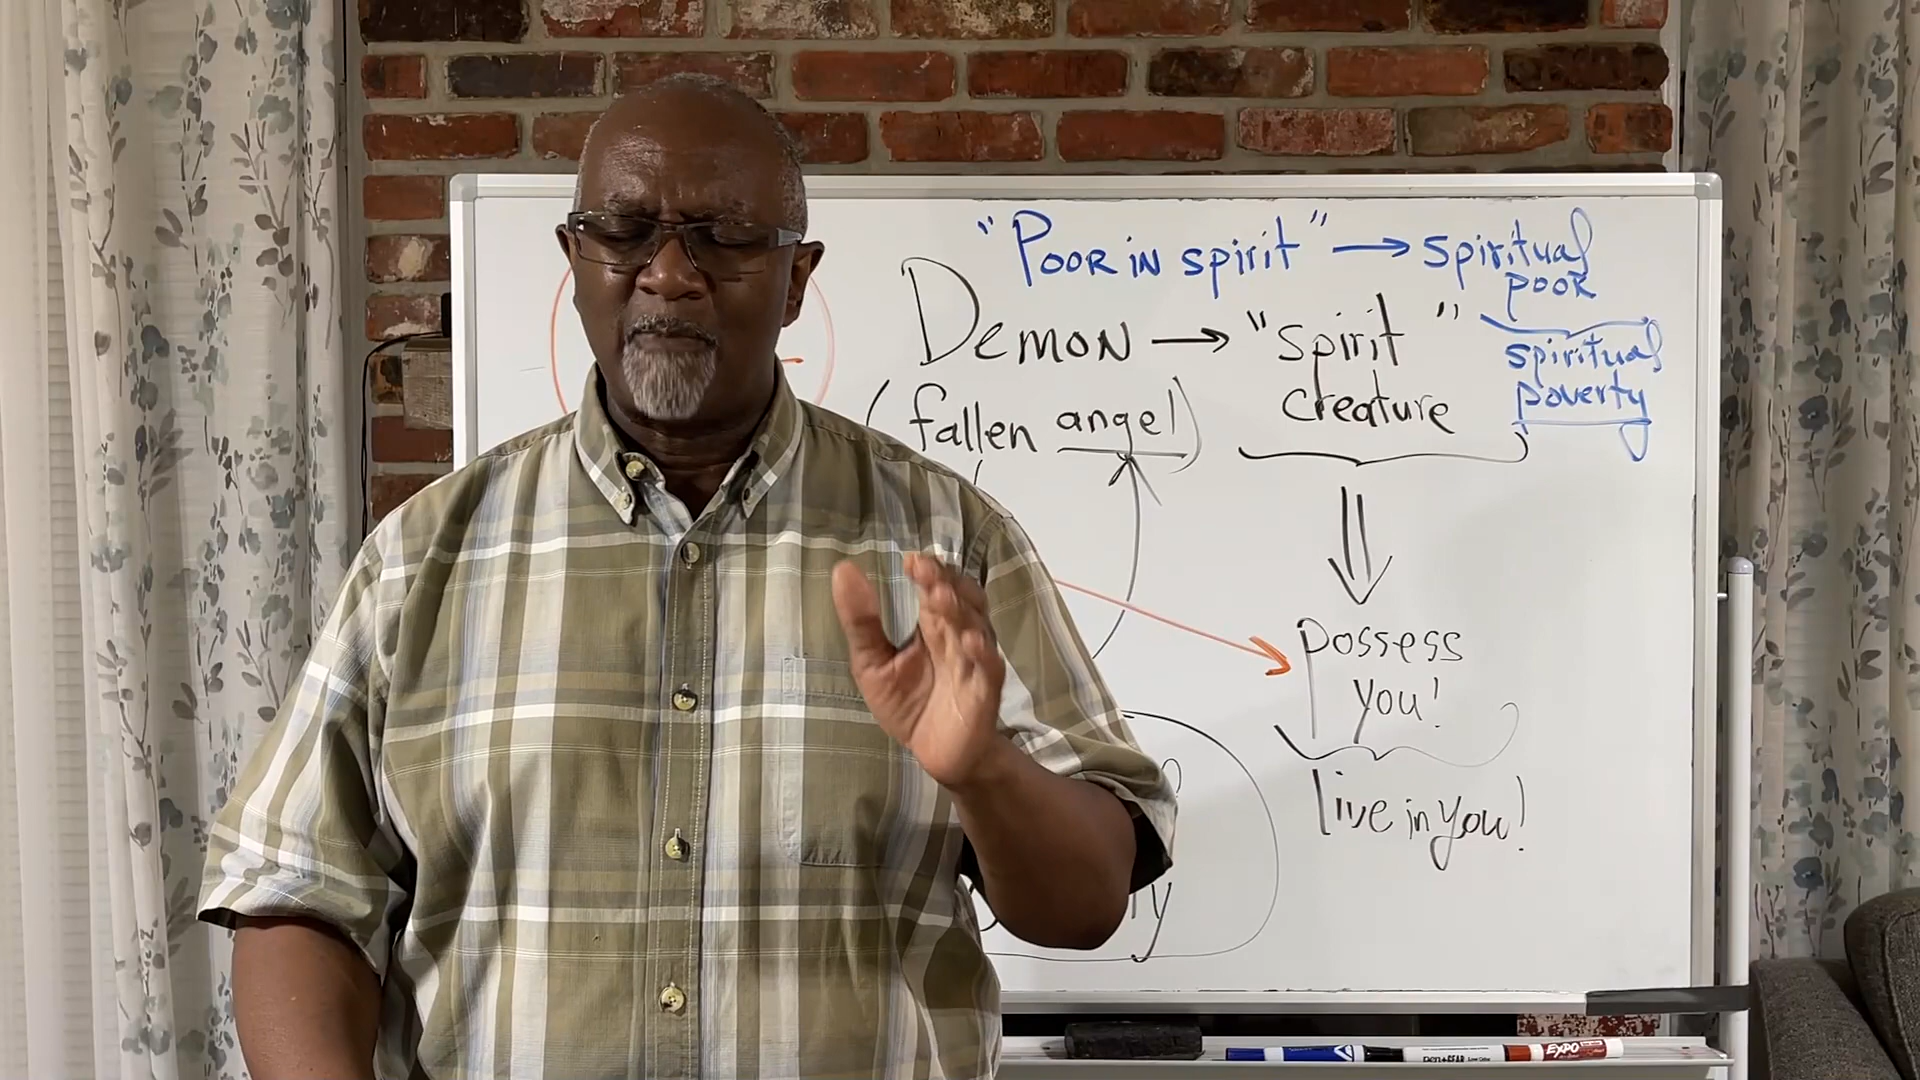 "Poor in spirit" → spiritual
poor
Demon → "spirit"
creature
spiritual
poverty
(fallen angel)
Possess
you!
live in you!
EXPO